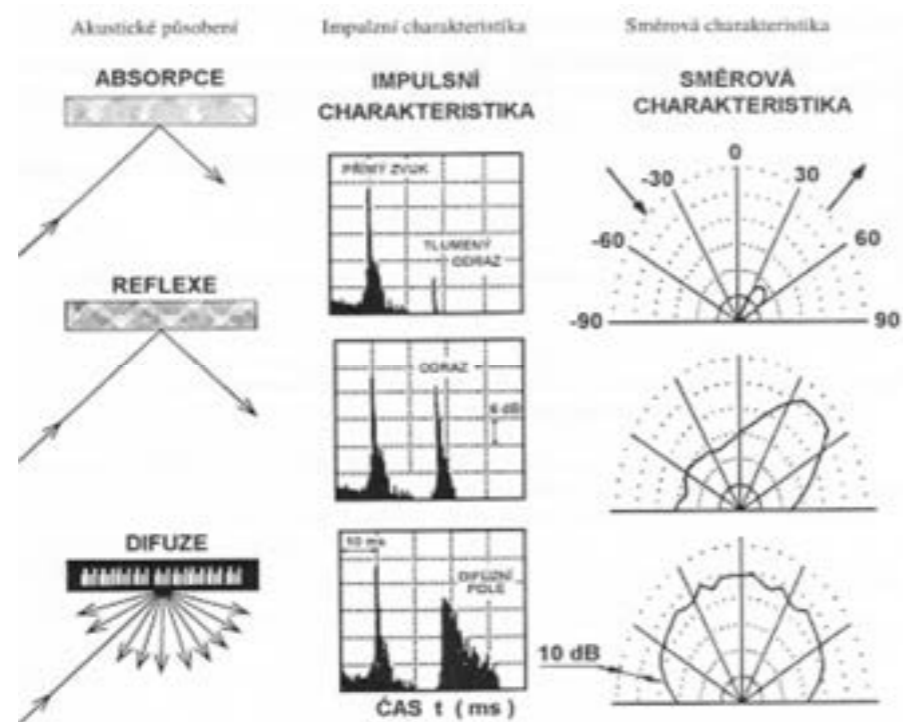 Akustické působení
Impulzní charakteristika
Směrová charakteristika
ABSORPCE
IMPULSNÍ
CHARAKTERISTIKA
SMĚROVÁ
CHARAKTERISTIKA
PŘÍMÝ ZVUK
TLUMENÝ
ODRAZ
0
-30
30
-60
60
-90
90
REFLEXE
ODRAZ
6 dB
DIFUZE
10 ms
DIFUZNÍ
POLE
10 dB
ČAS t (ms)